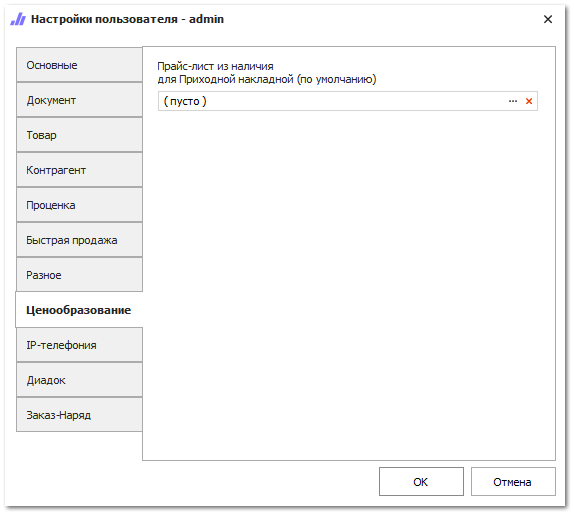 Настройки пользователя - admin
Основные
Документ
Товар
Контрагент
Проценка
Быстрая продажа
Разное
Ценообразование
IP-телефония
Диадок
Заказ-Наряд
Прайс-лист из наличия
для Приходной накладной (по умолчанию)
( пусто )
OK
Отмена